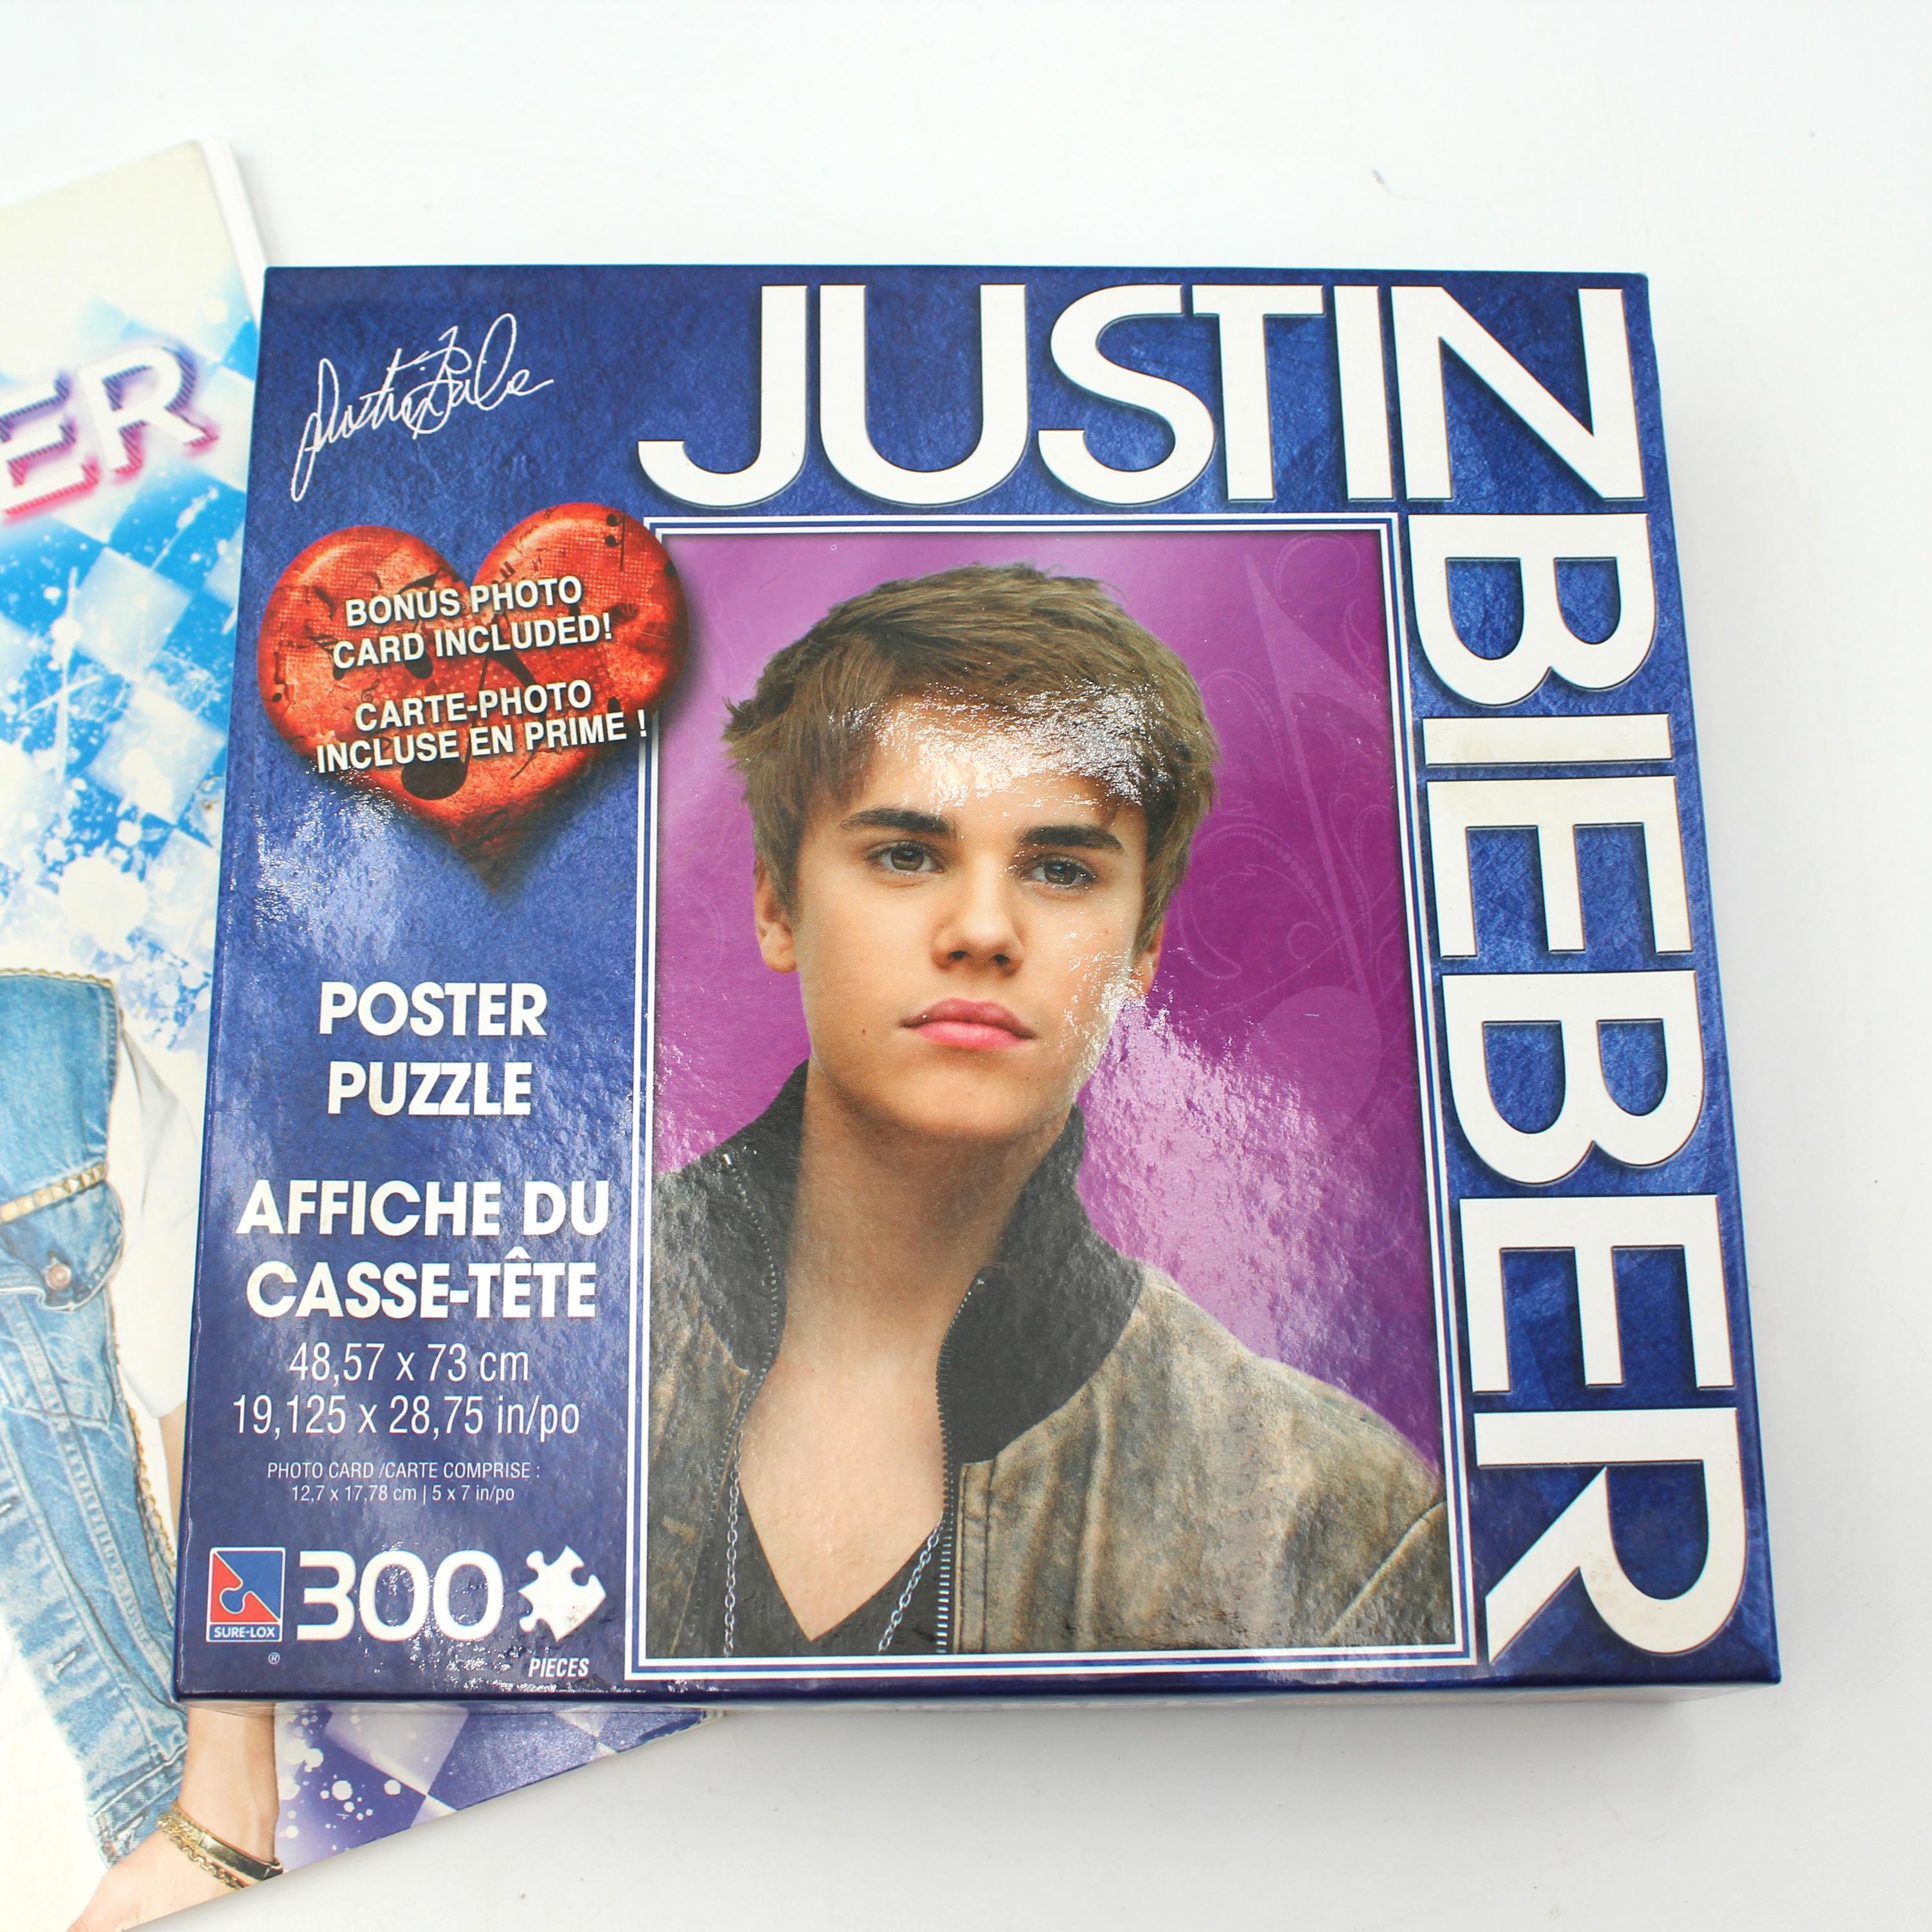 JUSTIN
BIEBER
Justin Bieber
BONUS PHOTO
CARD INCLUDED!
CARTE-PHOTO
INCLUSE EN PRIME !
POSTER
PUZZLE
AFFICHE DU
CASSE-TÊTE
48,57 x 73 cm
19,125 x 28,75 in/po
PHOTO CARD /CARTE COMPRISE :
12,7 x 17,78 cm | 5 x 7 in/po
SURE-LOX
®
300
PIECES
ER